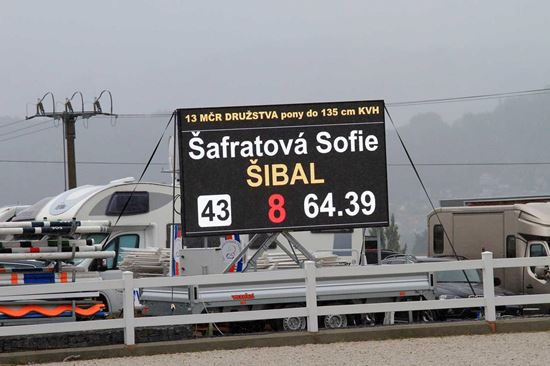 13 MČR DRUŽSTVA pony do 135 cm KVH
Šafratová Sofie
ŠIBAL
43 8 64.39